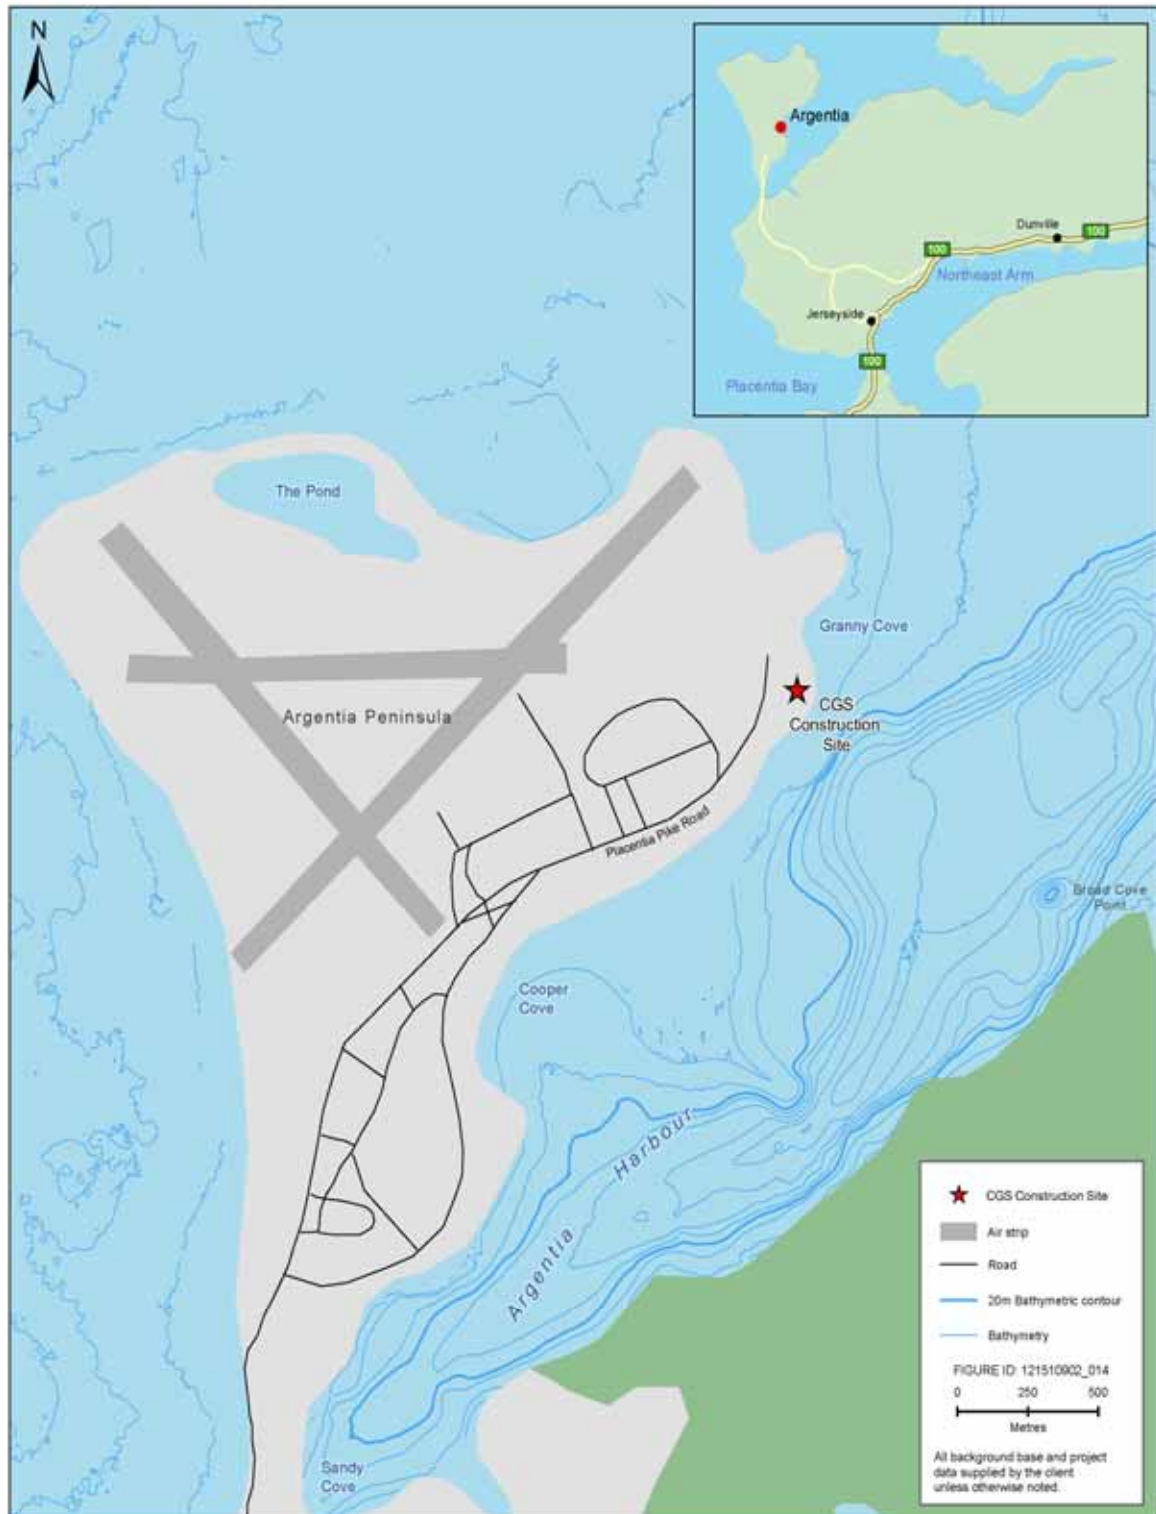 N
Argentia
Dunville
100
100
Northeast Arm
Jerseyside
100
Placentia Bay
The Pond
Granny Cove
CGS
Construction
Site
Argentia Peninsula
Placentia Pike Road
Broad Cove
Point
Cooper
Cove
Argentia Harbour
Sandy
Cove
CGS Construction Site
Air strip
Road
20m Bathymetric contour
Bathymetry
FIGURE ID: 121510902_014
0 250 500
Metres
All background base and project
data supplied by the client
unless otherwise noted.